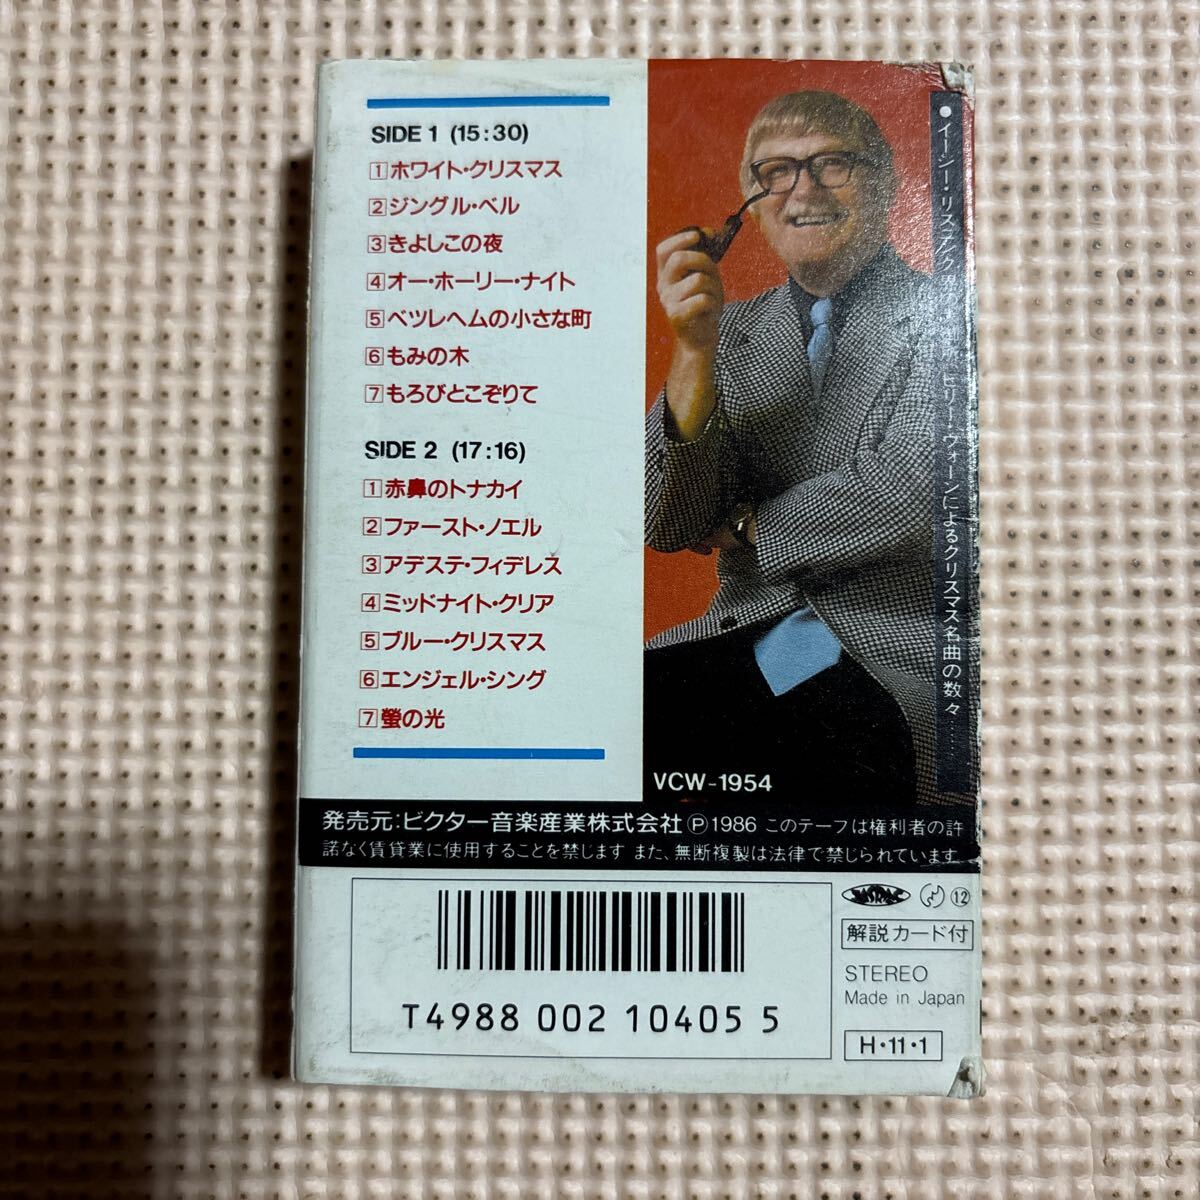 SIDE 1 (15:30)
1 ホワイト・クリスマス
2 ジングル・ベル
3 きよしこの夜
4 オー・ホーリー・ナイト
5 ベツレヘムの小さな町
6 もみの木
7 もろびとこぞりて
SIDE 2 (17:16)
1 赤鼻のトナカイ
2 ファースト・ノエル
3 アデステ・フィデレス
4 ミッドナイト・クリア
5 ブルー・クリスマス
6 エンジェル・シング
7 螢の光
●イージー・リスニング界の ビリー・ヴォーンによるクリスマス名曲の数々……
VCW-1954
発売元:ビクター音楽産業株式会社 Ⓟ1986 このテープは権利者の許
諾なく賃貸業に使用することを禁じます また、無断複製は法律で禁じられています
JASRAC ⑫
解説カード付
STEREO
Made in Japan
H・11・1
T4988 002 10405 5